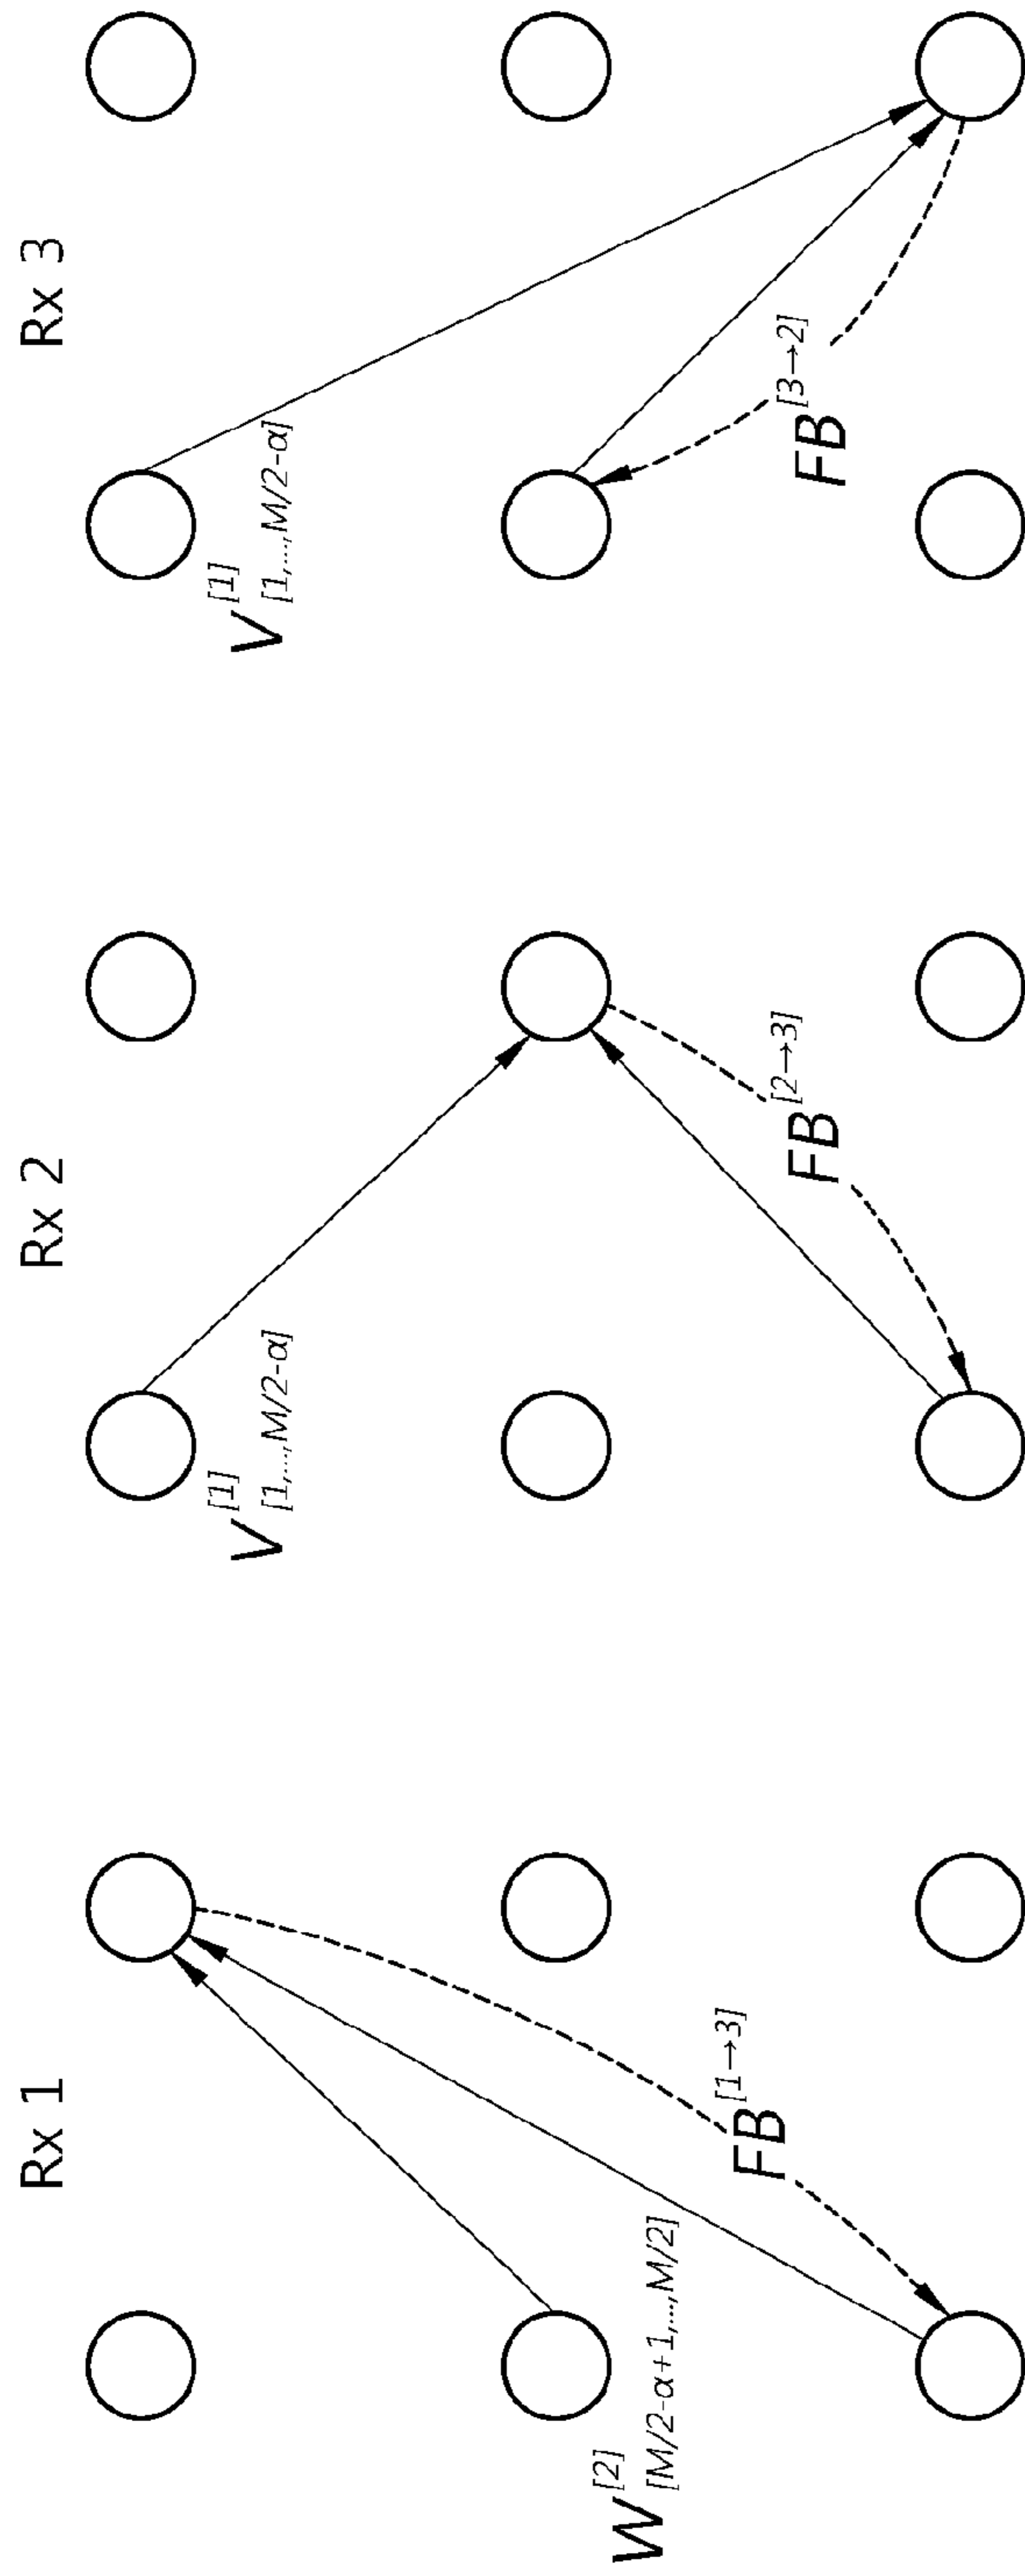 Rx 1
W^[2]_[M/2-α+1,...,M/2]
FB^[1→3]
Rx 2
V^[1]_[1,...,M/2-α]
FB^[2→3]
Rx 3
V^[1]_[1,...,M/2-α]
FB^[3→2]